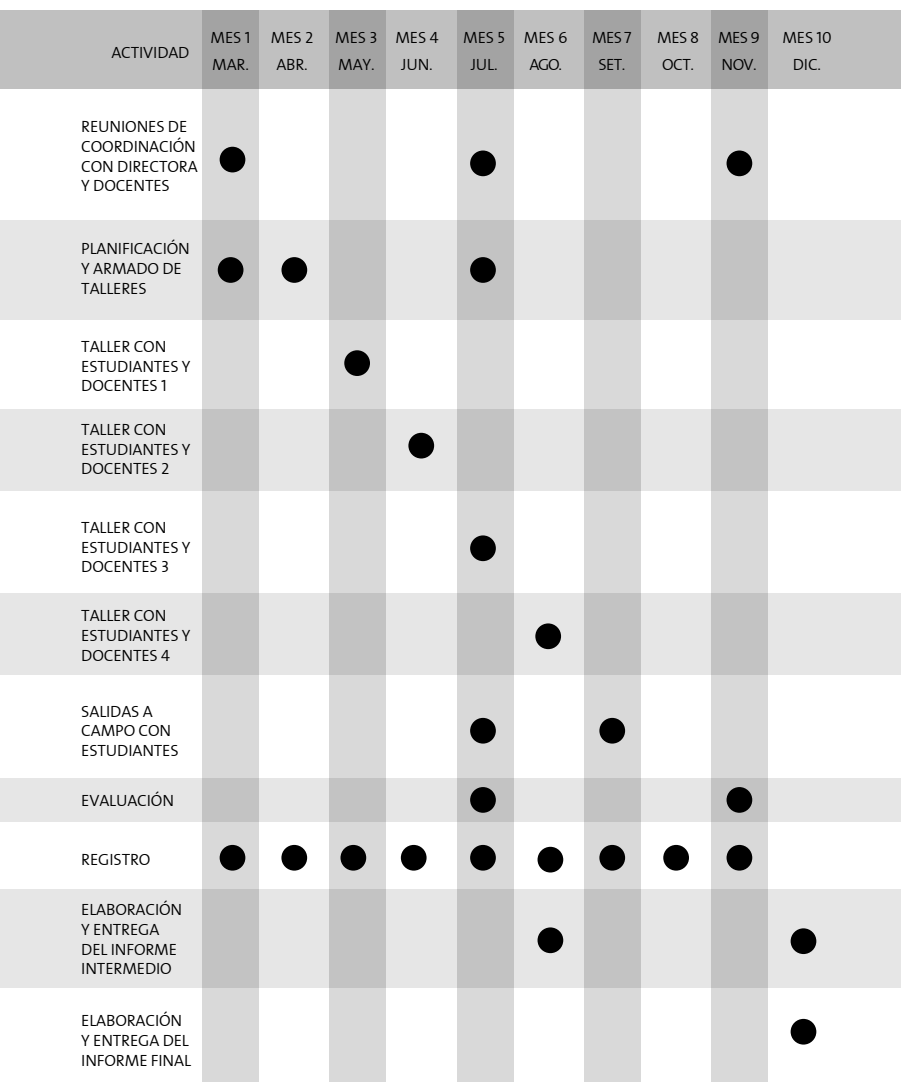 ACTIVIDAD
MES 1 MES 2 MES 3 MES 4 MES 5 MES 6 MES 7 MES 8 MES 9 MES 10
MAR. ABR. MAY. JUN. JUL. AGO. SET. OCT. NOV. DIC.
REUNIONES DE
COORDINACIÓN
CON DIRECTORA
Y DOCENTES
PLANIFICACIÓN
Y ARMADO DE
TALLERES
TALLER CON
ESTUDIANTES Y
DOCENTES 1
TALLER CON
ESTUDIANTES Y
DOCENTES 2
TALLER CON
ESTUDIANTES Y
DOCENTES 3
TALLER CON
ESTUDIANTES Y
DOCENTES 4
SALIDAS A
CAMPO CON
ESTUDIANTES
EVALUACIÓN
REGISTRO
ELABORACIÓN
Y ENTREGA
DEL INFORME
INTERMEDIO
ELABORACIÓN
Y ENTREGA DEL
INFORME FINAL